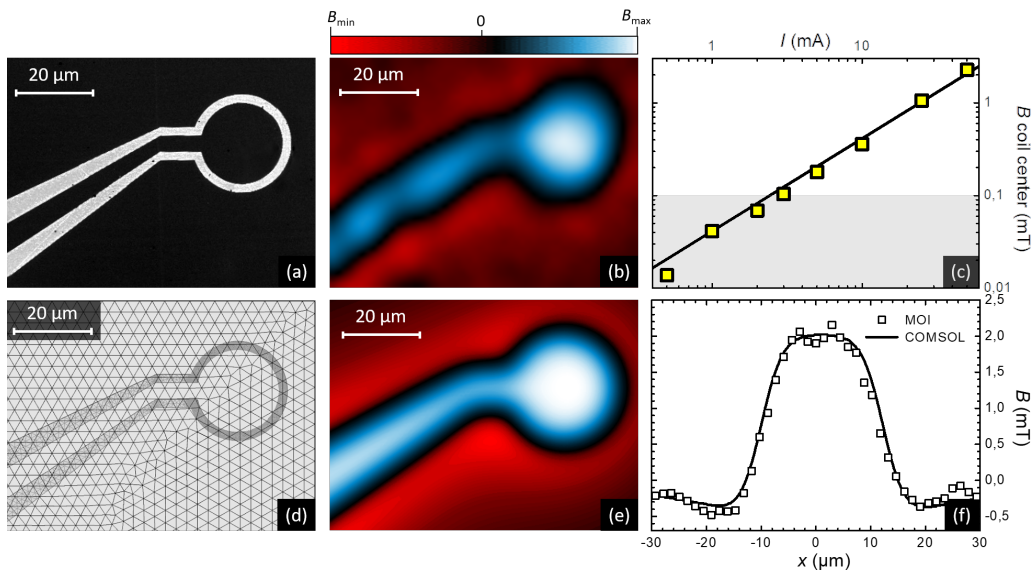 B_min 0 B_max
I (mA)
1 10
20 µm
(a)
20 µm
(b)
1
0,1
0,01
B coil center (mT)
(c)
20 µm
(d)
20 µm
(e)
MOI
COMSOL
2,5
2,0
1,5
1,0
0,5
0,0
-0,5
B (mT)
(f)
-30 -20 -10 0 10 20 30
x (µm)